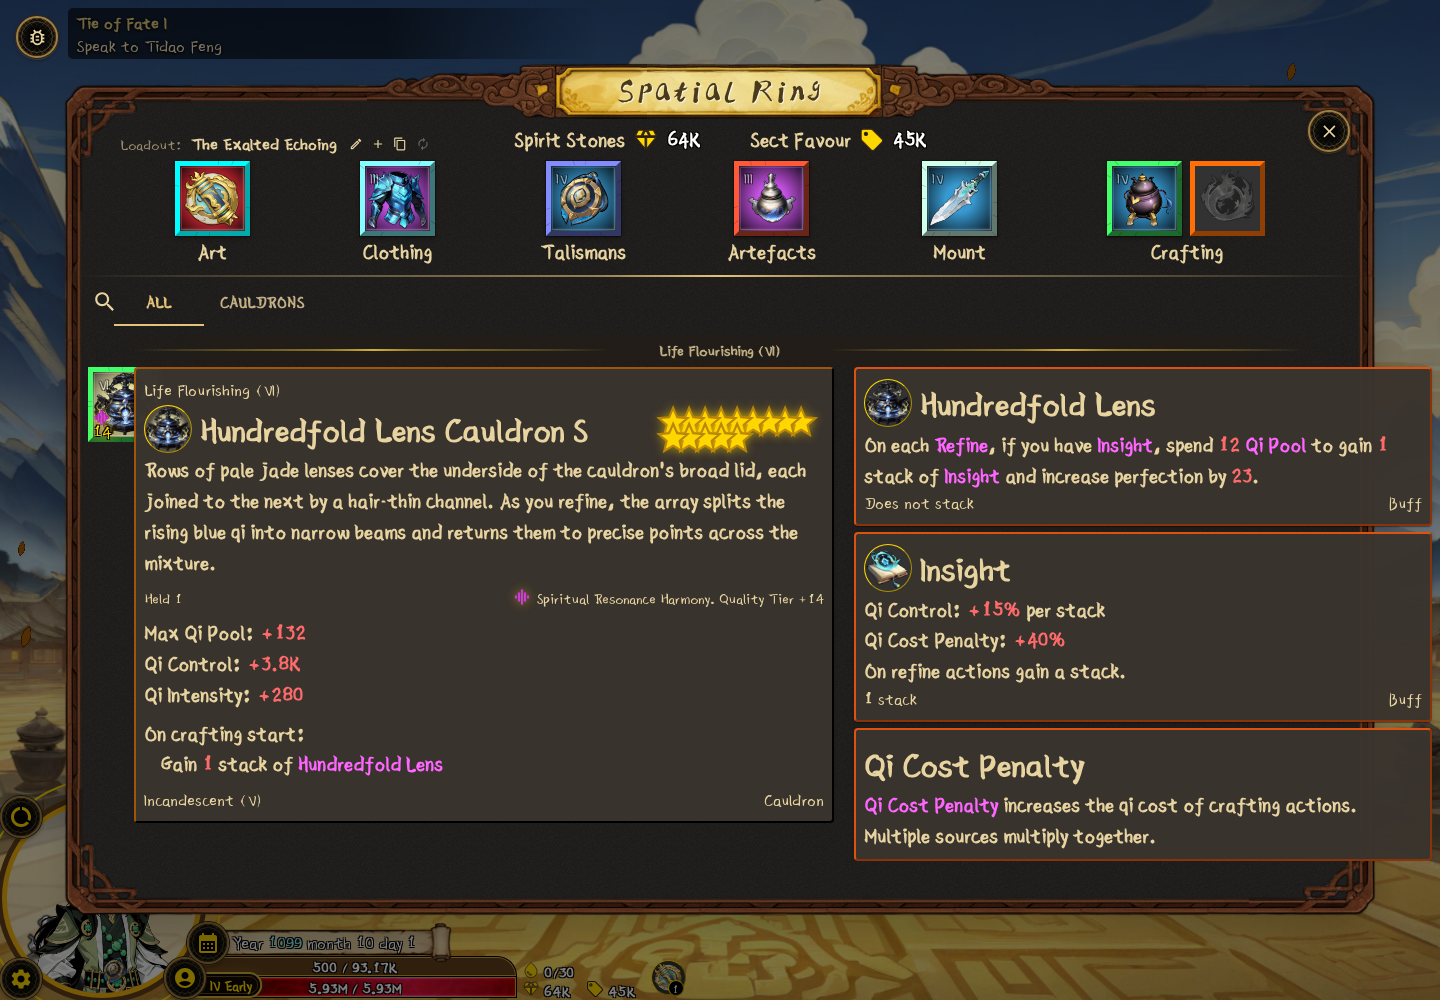 Tie of Fate I
Speak to Tidao Feng
Spatial Ring
Loadout: The Exalted Echoing
Spirit Stones 64K
Sect Favour 45K
III
IV
III
IV
IV
Art
Clothing
Talismans
Artefacts
Mount
Crafting
ALL
CAULDRONS
Life Flourishing (VI)
VI
14
Life Flourishing (VI)
Hundredfold Lens Cauldron S
Rows of pale jade lenses cover the underside of the cauldron's broad lid, each
joined to the next by a hair-thin channel. As you refine, the array splits the
rising blue qi into narrow beams and returns them to precise points across the
mixture.
Held 1
Spiritual Resonance Harmony. Quality Tier +14
Max Qi Pool: +132
Qi Control: +3.8K
Qi Intensity: +280
On crafting start:
Gain 1 stack of Hundredfold Lens
Incandescent (V)
Cauldron
Hundredfold Lens
On each Refine, if you have Insight, spend 12 Qi Pool to gain 1
stack of Insight and increase perfection by 23.
Does not stack
Buff
Insight
Qi Control: +15% per stack
Qi Cost Penalty: +40%
On refine actions gain a stack.
1 stack
Buff
Qi Cost Penalty
Qi Cost Penalty increases the qi cost of crafting actions.
Multiple sources multiply together.
Year 1099 month 10 day 1
500 / 93.17K
IV Early
5.93M / 5.93M
0/30
64K
45K
1